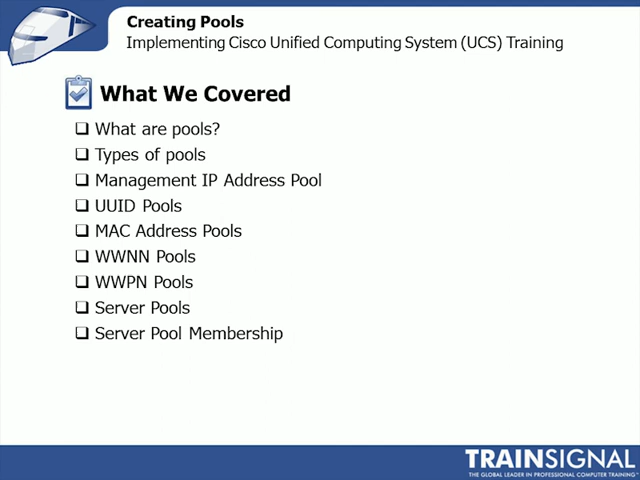 Creating Pools
Implementing Cisco Unified Computing System (UCS) Training
What We Covered
What are pools?
Types of pools
Management IP Address Pool
UUID Pools
MAC Address Pools
WWNN Pools
WWPN Pools
Server Pools
Server Pool Membership
TRAINSIGNAL
THE GLOBAL LEADER IN PROFESSIONAL COMPUTER TRAINING